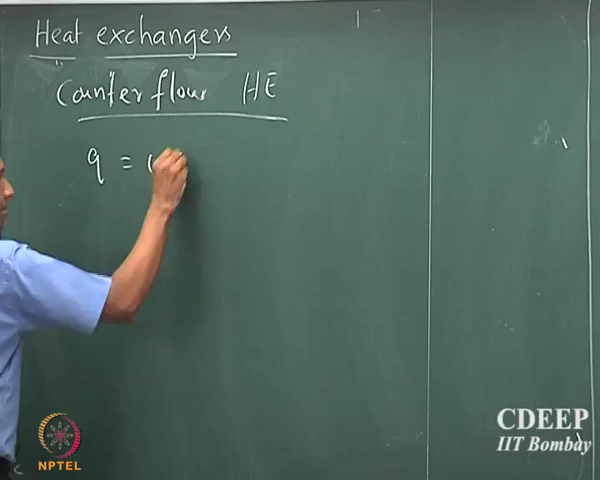 Heat exchangers
Counter flow HE
q = 
CDEEP
IIT Bombay
NPTEL